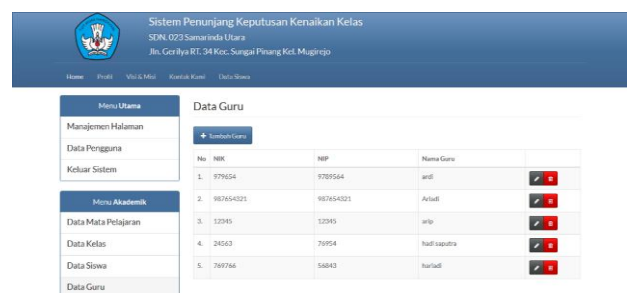 Sistem Penunjang Keputusan Kenaikan Kelas
SDN. 023 Samarinda Utara
Jln. Gerilya RT. 34 Kec. Sungai Pinang Kel. Mugirejo
Home Profil Visi & Misi Kontak Kami Data Siswa
Menu Utama
Manajemen Halaman
Data Pengguna
Keluar Sistem
Menu Akademik
Data Mata Pelajaran
Data Kelas
Data Siswa
Data Guru
Data Guru
+ Tambah Guru
No NIK NIP Nama Guru
1. 979654 9789564 ardi
2. 987654321 987654321 Ariadi
3. 12345 12345 arip
4. 24563 76954 hadi saputra
5. 769766 56843 hariadi